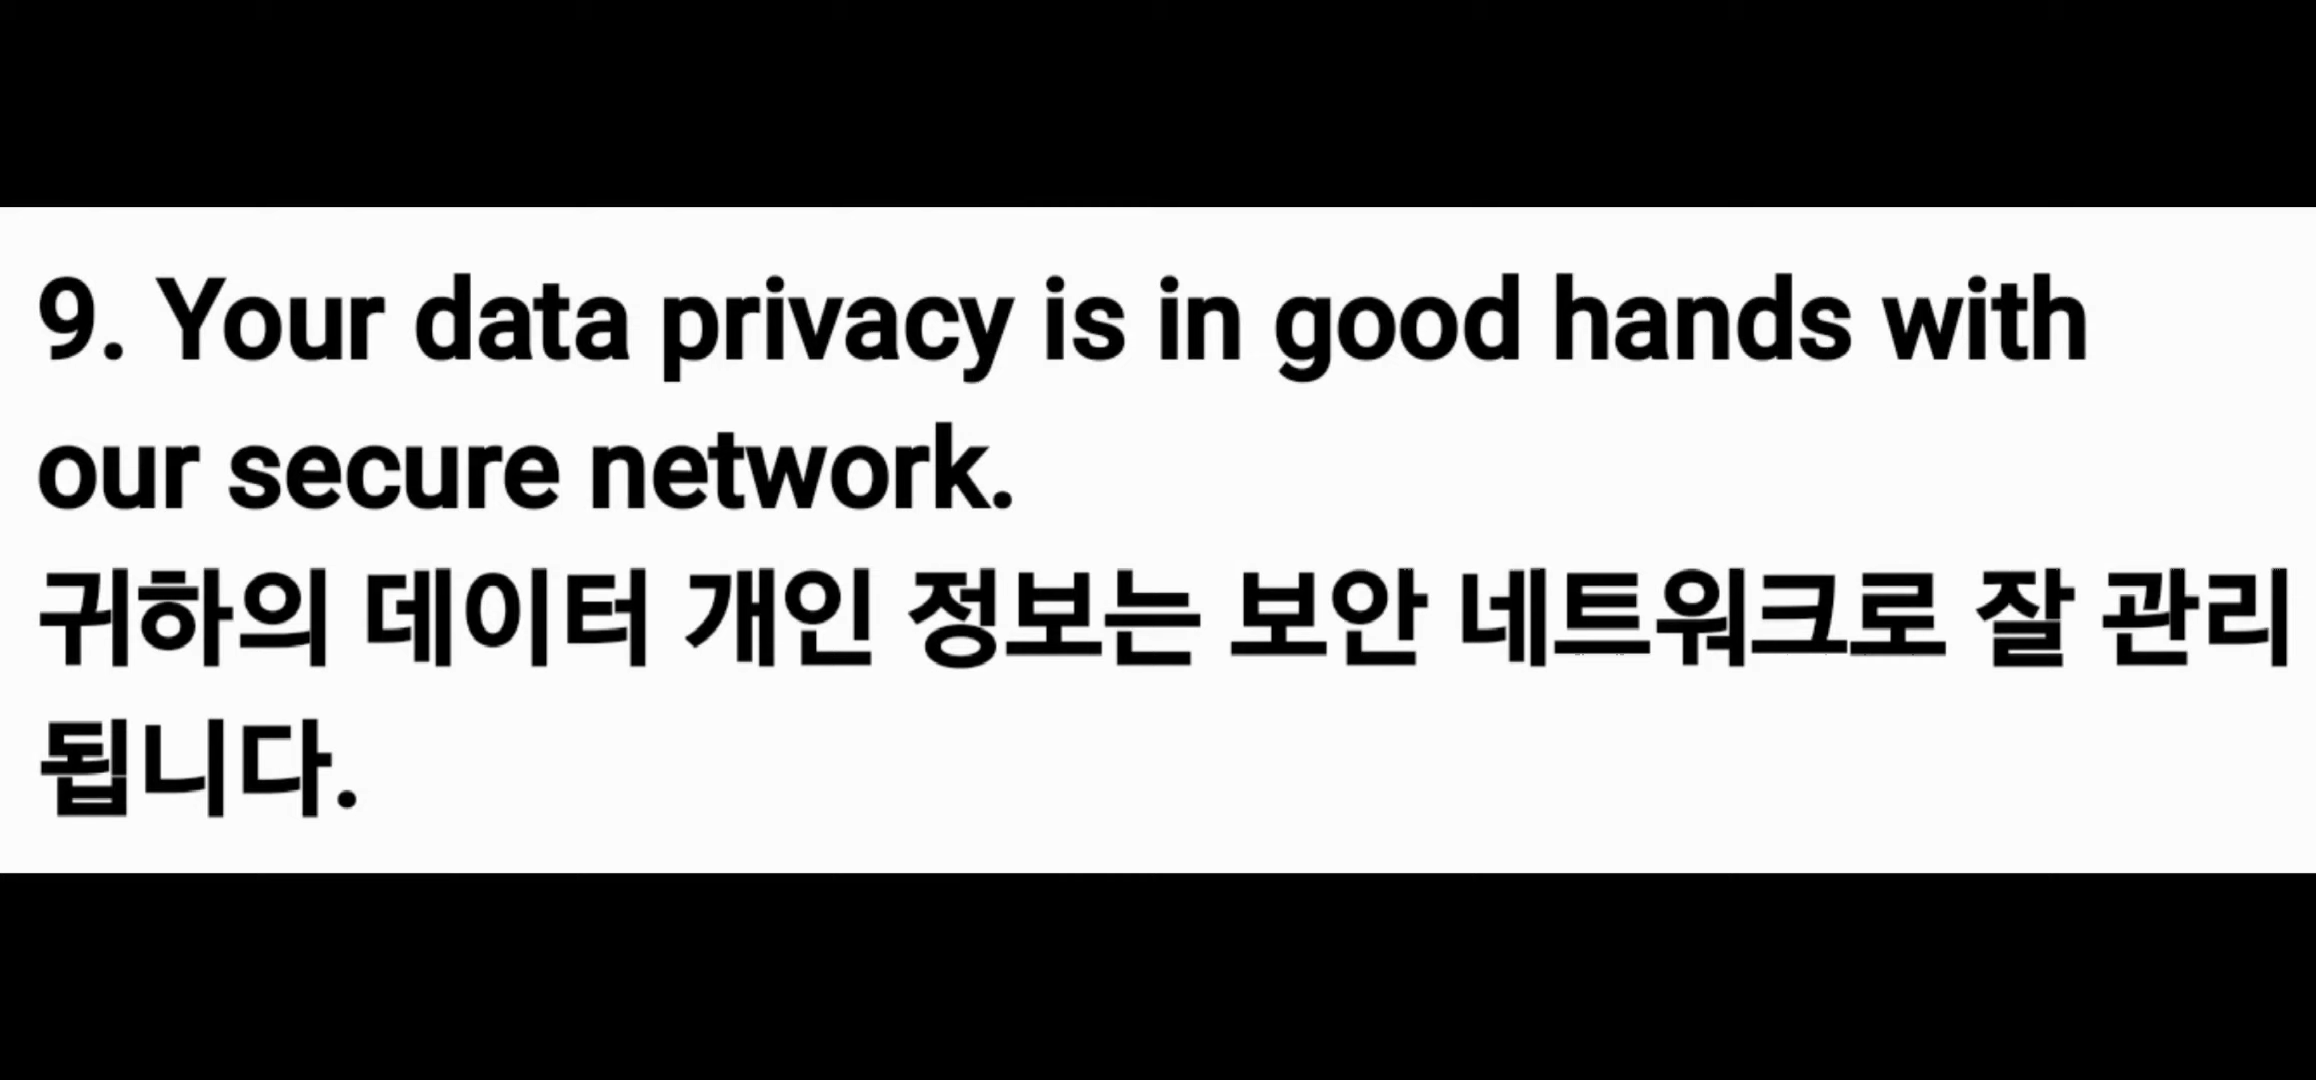 9. Your data privacy is in good hands with
our secure network.
귀하의 데이터 개인 정보는 보안 네트워크로 잘 관리
됩니다.